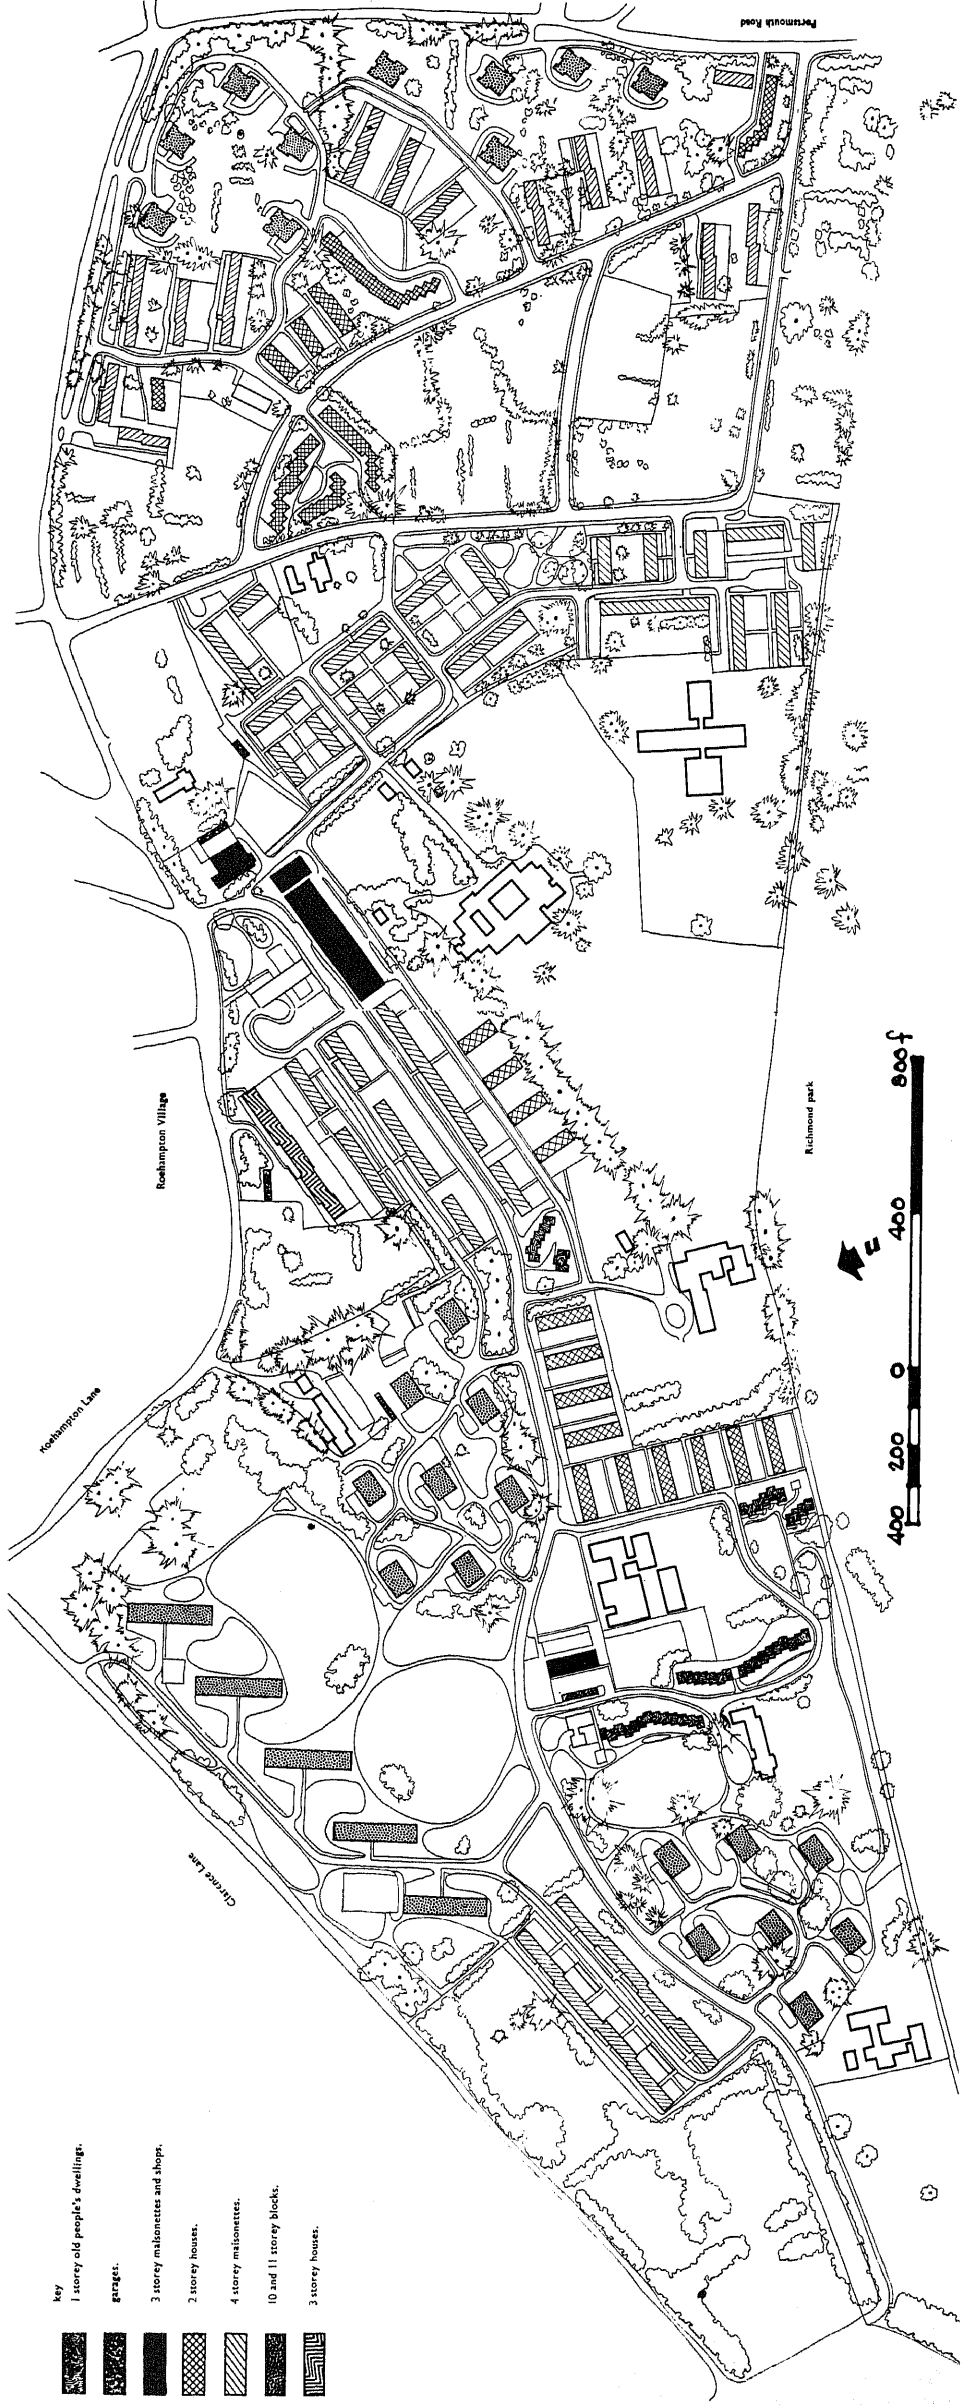 Portsmouth Road
Roehampton Village
Richmond park
Roehampton Lane
Clarence Lane
400 200 0 400 800f
n
key
1 storey old people's dwellings.
garages.
3 storey maisonettes and shops.
2 storey houses.
4 storey maisonettes.
10 and 11 storey blocks.
3 storey houses.